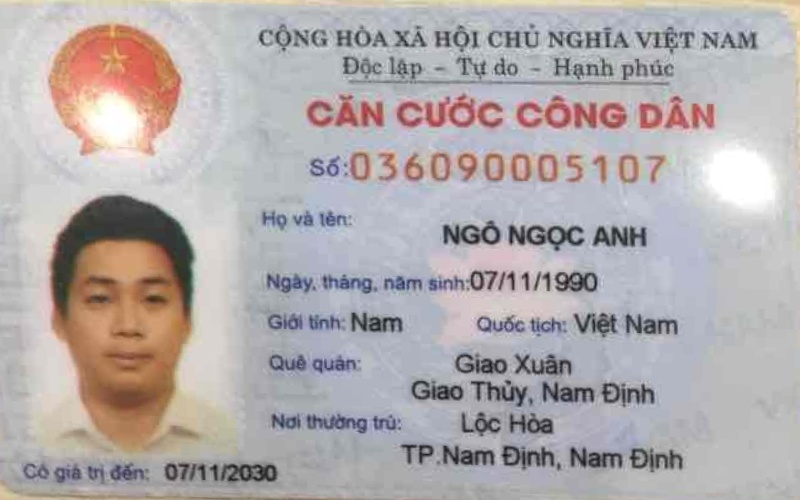 CỘNG HÒA XÃ HỘI CHỦ NGHĨA VIỆT NAM
Độc lập - Tự do - Hạnh phúc
CĂN CƯỚC CÔNG DÂN
Số:036090005107
Họ và tên:
NGÔ NGỌC ANH
Ngày, tháng, năm sinh:07/11/1990
Giới tính: Nam Quốc tịch: Việt Nam
Quê quán: Giao Xuân
Giao Thủy, Nam Định
Nơi thường trú: Lộc Hòa
TP.Nam Định, Nam Định
Có giá trị đến: 07/11/2030